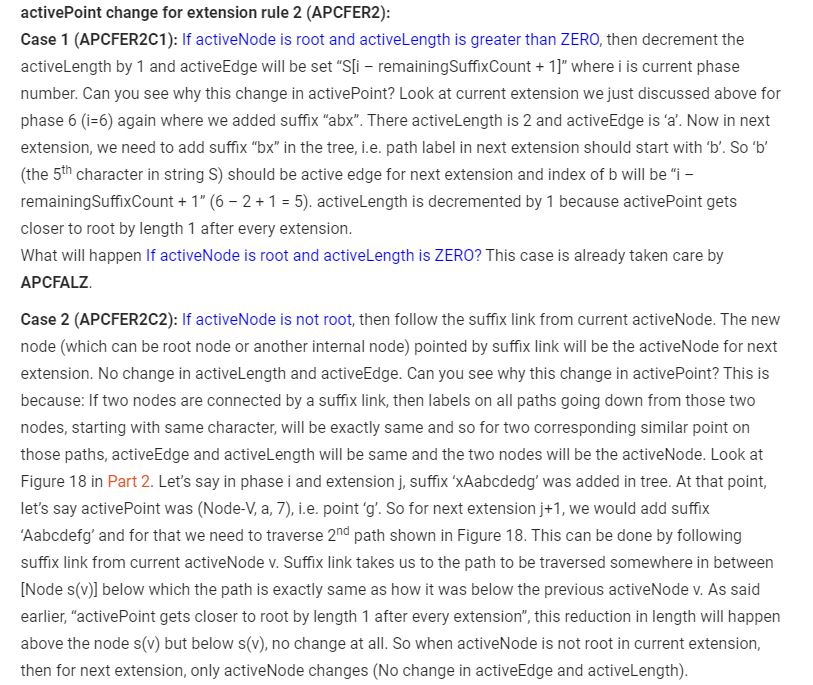 activePoint change for extension rule 2 (APCFER2):
Case 1 (APCFER2C1): If activeNode is root and activeLength is greater than ZERO, then decrement the
activeLength by 1 and activeEdge will be set “S[i – remainingSuffixCount + 1]” where i is current phase
number. Can you see why this change in activePoint? Look at current extension we just discussed above for
phase 6 (i=6) again where we added suffix “abx”. There activeLength is 2 and activeEdge is ‘a’. Now in next
extension, we need to add suffix “bx” in the tree, i.e. path label in next extension should start with ‘b’. So ‘b’
(the 5th character in string S) should be active edge for next extension and index of b will be “i –
remainingSuffixCount + 1” (6 – 2 + 1 = 5). activeLength is decremented by 1 because activePoint gets
closer to root by length 1 after every extension.
What will happen If activeNode is root and activeLength is ZERO? This case is already taken care by
APCFALZ.
Case 2 (APCFER2C2): If activeNode is not root, then follow the suffix link from current activeNode. The new
node (which can be root node or another internal node) pointed by suffix link will be the activeNode for next
extension. No change in activeLength and activeEdge. Can you see why this change in activePoint? This is
because: If two nodes are connected by a suffix link, then labels on all paths going down from those two
nodes, starting with same character, will be exactly same and so for two corresponding similar point on
those paths, activeEdge and activeLength will be same and the two nodes will be the activeNode. Look at
Figure 18 in Part 2. Let’s say in phase i and extension j, suffix ‘xAabcdedg’ was added in tree. At that point,
let’s say activePoint was (Node-V, a, 7), i.e. point ‘g’. So for next extension j+1, we would add suffix
‘Aabcdefg’ and for that we need to traverse 2nd path shown in Figure 18. This can be done by following
suffix link from current activeNode v. Suffix link takes us to the path to be traversed somewhere in between
[Node s(v)] below which the path is exactly same as how it was below the previous activeNode v. As said
earlier, “activePoint gets closer to root by length 1 after every extension”, this reduction in length will happen
above the node s(v) but below s(v), no change at all. So when activeNode is not root in current extension,
then for next extension, only activeNode changes (No change in activeEdge and activeLength).